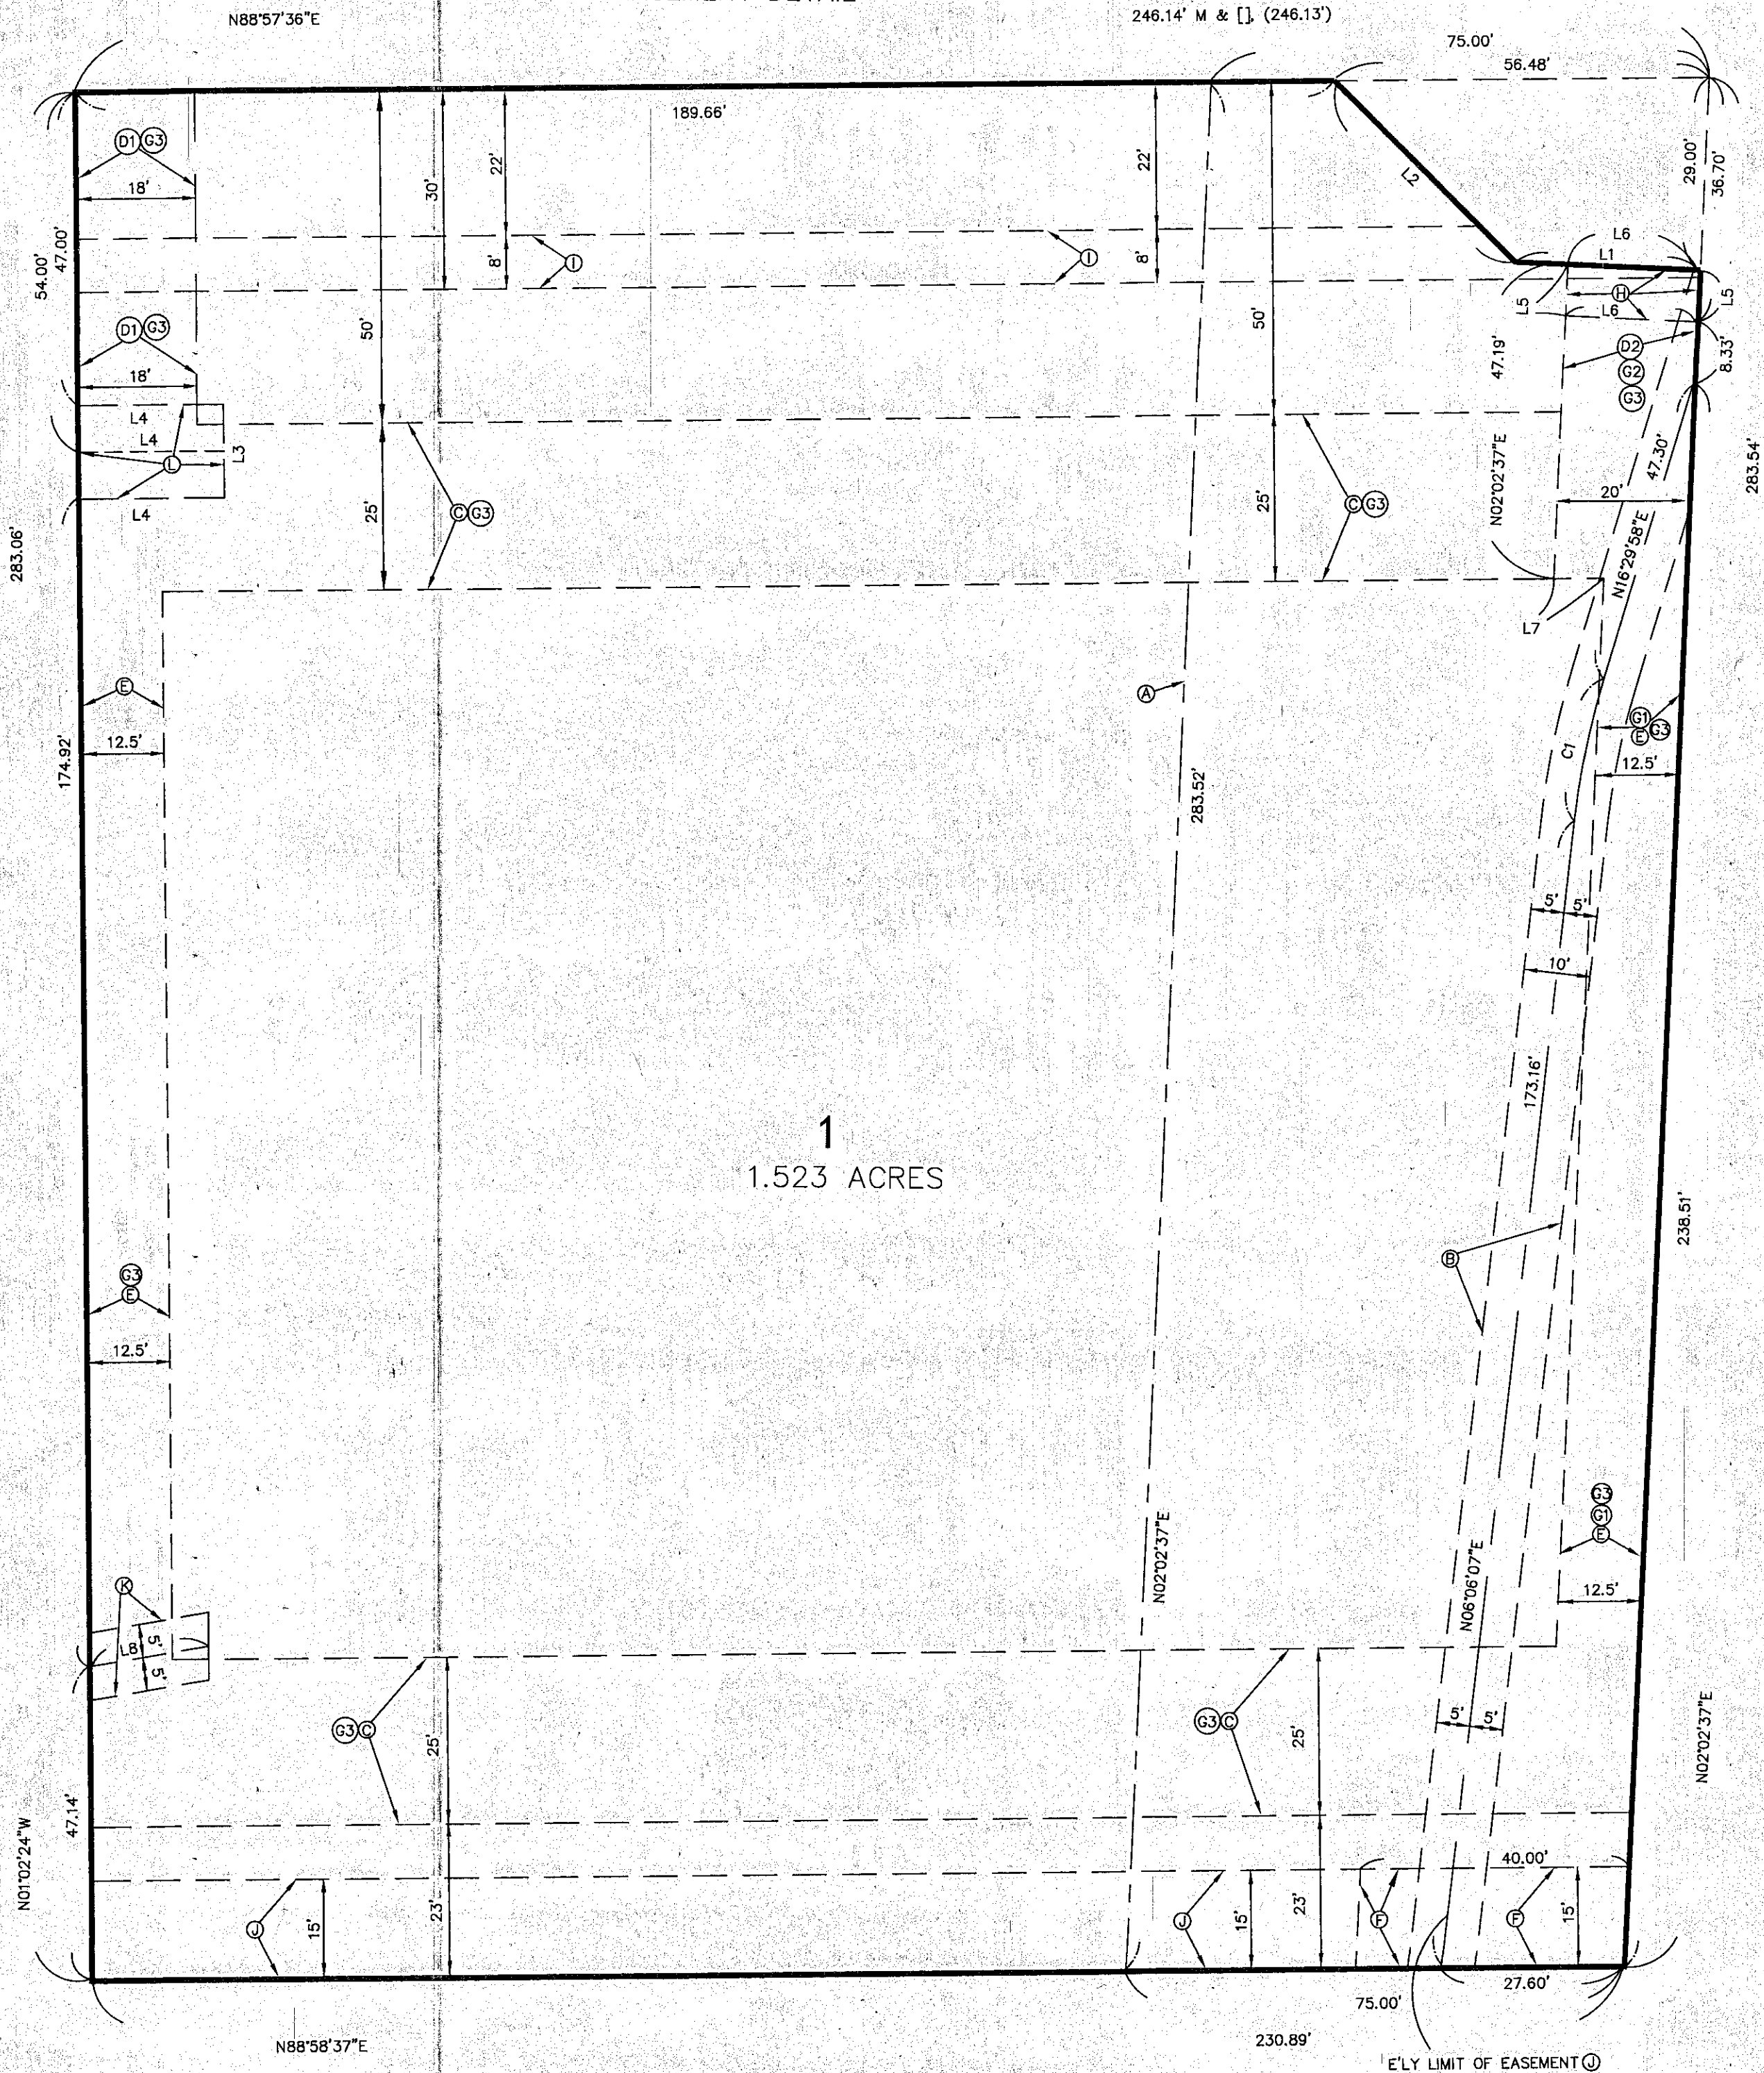 N88°57'36"E
246.14' M & [], (246.13')
75.00'
56.48'
189.66'
D1 G3
18'
22'
30'
22'
L2
29.00'
36.70'
47.00'
54.00'
8'
I
8'
I
L6
L1
H
L5
L6
L5
D1 G3
18'
50'
50'
47.19'
D2
G2
G3
8.33'
L4
L4
L3
L
L4
25'
C G3
25'
C G3
N02°02'37"E
47.30'
20'
283.54'
283.06'
N16°29'58"E
L7
E
12.5'
174.92'
A
283.52'
C1
G1
E G3
12.5'
5' 5'
10'
173.16'
1
1.523 ACRES
238.51'
B
G3
E
12.5'
N02°02'37"E
N06°06'07"E
G3
G1
E
12.5'
K
L8
5'
5'
G3 C
25'
G3 C
25'
5' 5'
N02°02'37"E
47.14'
N01°02'24"W
40.00'
J
15'
23'
J
15'
23'
F
F
15'
27.60'
75.00'
N88°58'37"E
230.89'
E'LY LIMIT OF EASEMENT J